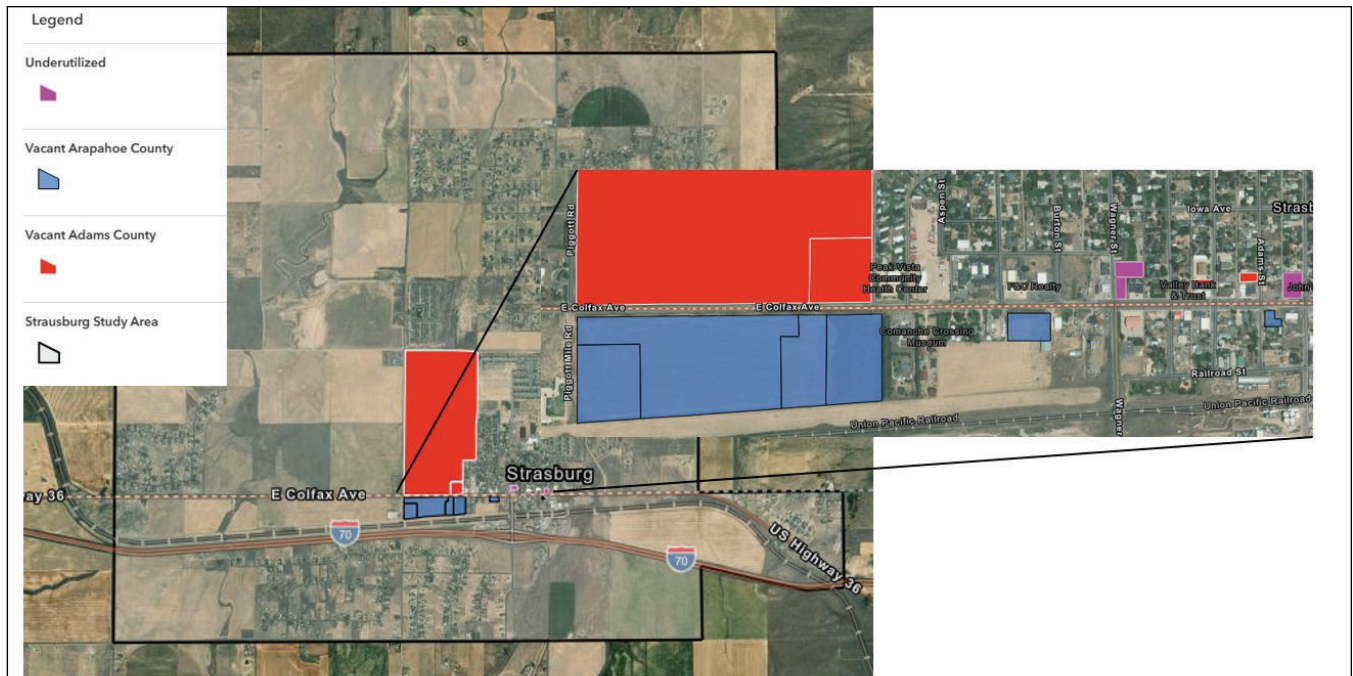 Legend
Underutilized
Vacant Arapahoe County
Vacant Adams County
Strausburg Study Area
Piggott Rd
Aspen St
Burton St
Wagner St
Iowa Ave
Strasb
Adams St
Peak Vista
Community
Health Center
F&C Realty
Valley Bank
& Trust
John'
E Colfax Ave
E Colfax Ave
Piggott Mile Rd
Comanche Crossing
Museum
Railroad St
Union Pacific Railroad
Union Pacific Railroad
Wagner
Strasburg
ay 36
E Colfax Ave
70
70
US Highway 36